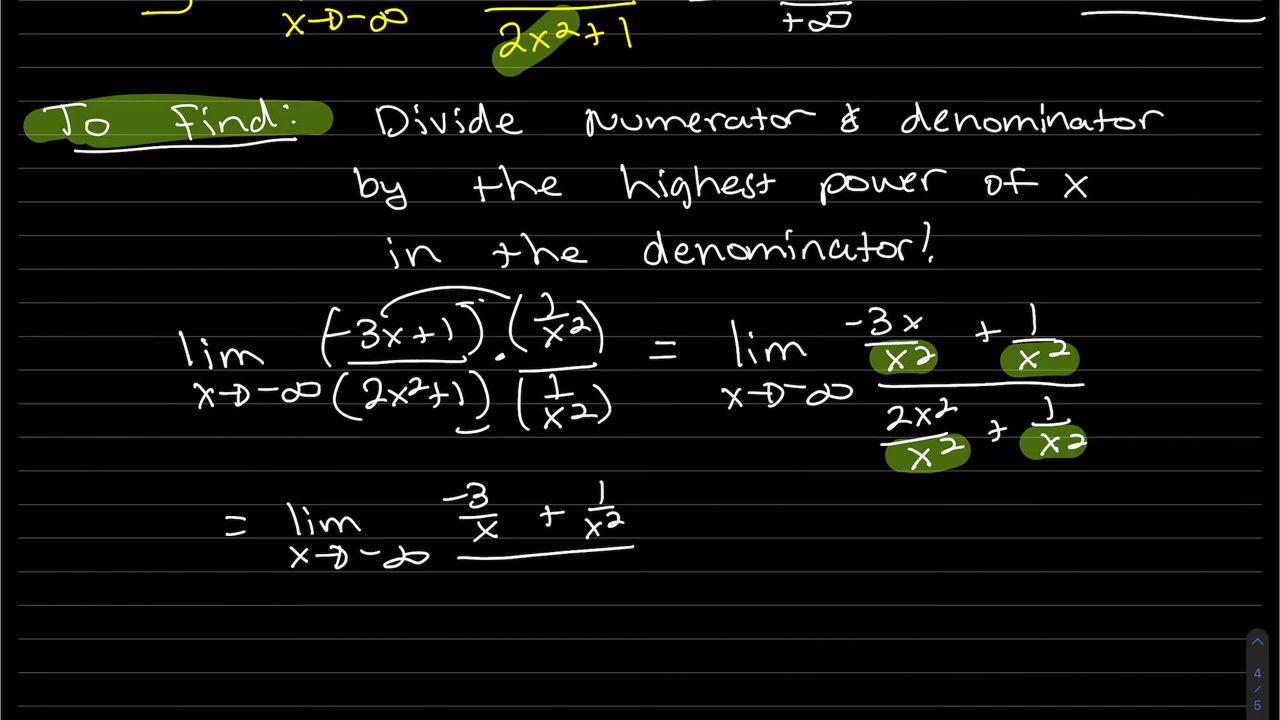 x→-∞ 2x²+1 +∞
To Find: Divide Numerator & denominator
by the highest power of x
in the denominator!
lim x→-∞ (-3x+1)/(2x²+1) · (1/x²)/(1/x²) = lim x→-∞ (-3x/x² + 1/x²)/(2x²/x² + 1/x²)
= lim x→-∞ -3/x + 1/x²
4
/
5